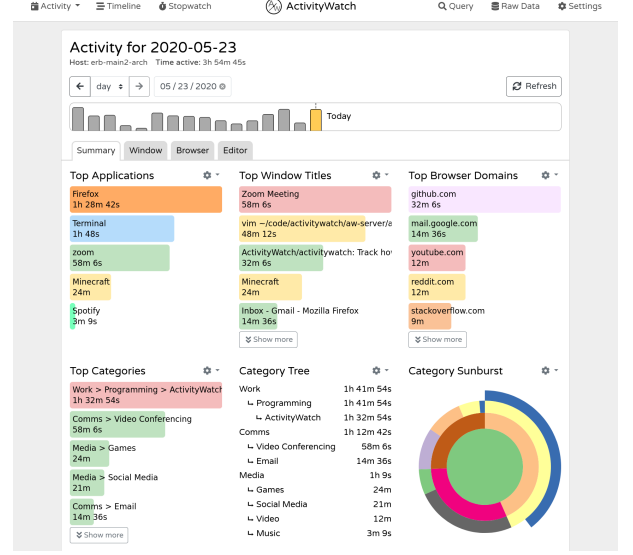 Activity
Timeline
Stopwatch
ActivityWatch
Query
Raw Data
Settings
Activity for 2020-05-23
Host: erb-main2-arch Time active: 3h 54m 45s
day
05 / 23 / 2020
Refresh
Today
Summary
Window
Browser
Editor
Top Applications
Firefox
1h 28m 42s
Terminal
1h 48s
zoom
58m 6s
Minecraft
24m
Spotify
3m 9s
Top Window Titles
Zoom Meeting
58m 6s
vim ~/code/activitywatch/aw-server/a
48m 12s
ActivityWatch/activitywatch: Track ho
32m 6s
Minecraft
24m
Inbox - Gmail - Mozilla Firefox
14m 36s
Show more
Top Browser Domains
github.com
32m 6s
mail.google.com
14m 36s
youtube.com
12m
reddit.com
12m
stackoverflow.com
9m
Show more
Top Categories
Work > Programming > ActivityWatch
1h 32m 54s
Comms > Video Conferencing
58m 6s
Media > Games
24m
Media > Social Media
21m
Comms > Email
14m 36s
Show more
Category Tree
Work 1h 41m 54s
Programming 1h 41m 54s
ActivityWatch 1h 32m 54s
Comms 1h 12m 42s
Video Conferencing 58m 6s
Email 14m 36s
Media 1h 9s
Games 24m
Social Media 21m
Video 12m
Music 3m 9s
Category Sunburst